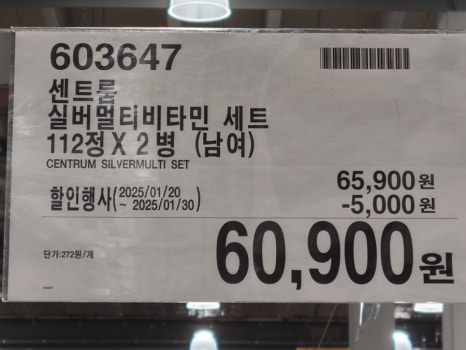 603647
센트룸
실버멀티비타민 세트
112정 X 2병 (남여)
CENTRUM SILVERMULTI SET
65,900원
할인행사(2025/01/20 ~ 2025/01/30)
-5,000원
60,900원
단가:272원/개